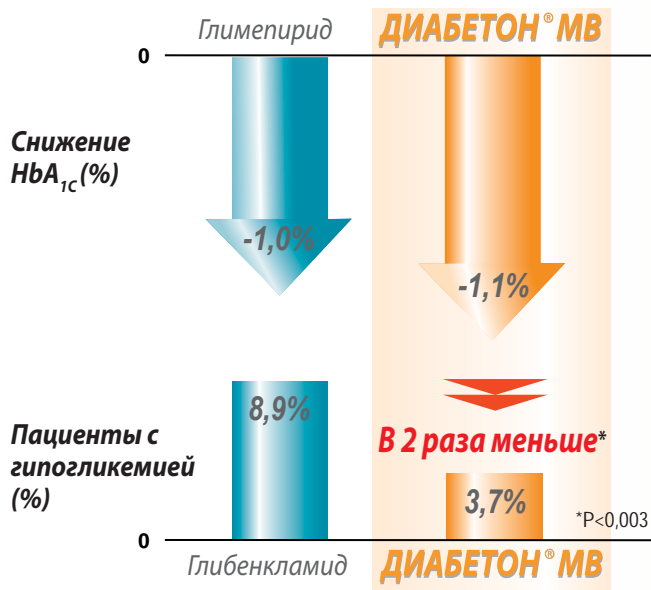 Глимепирид
ДИАБЕТОН® МВ
0
Снижение
HbA1C (%)
-1,0%
-1,1%
8,9%
В 2 раза меньше*
Пациенты с
гипогликемией
(%)
3,7%
*P<0,003
0
Глибенкламид
ДИАБЕТОН® МВ